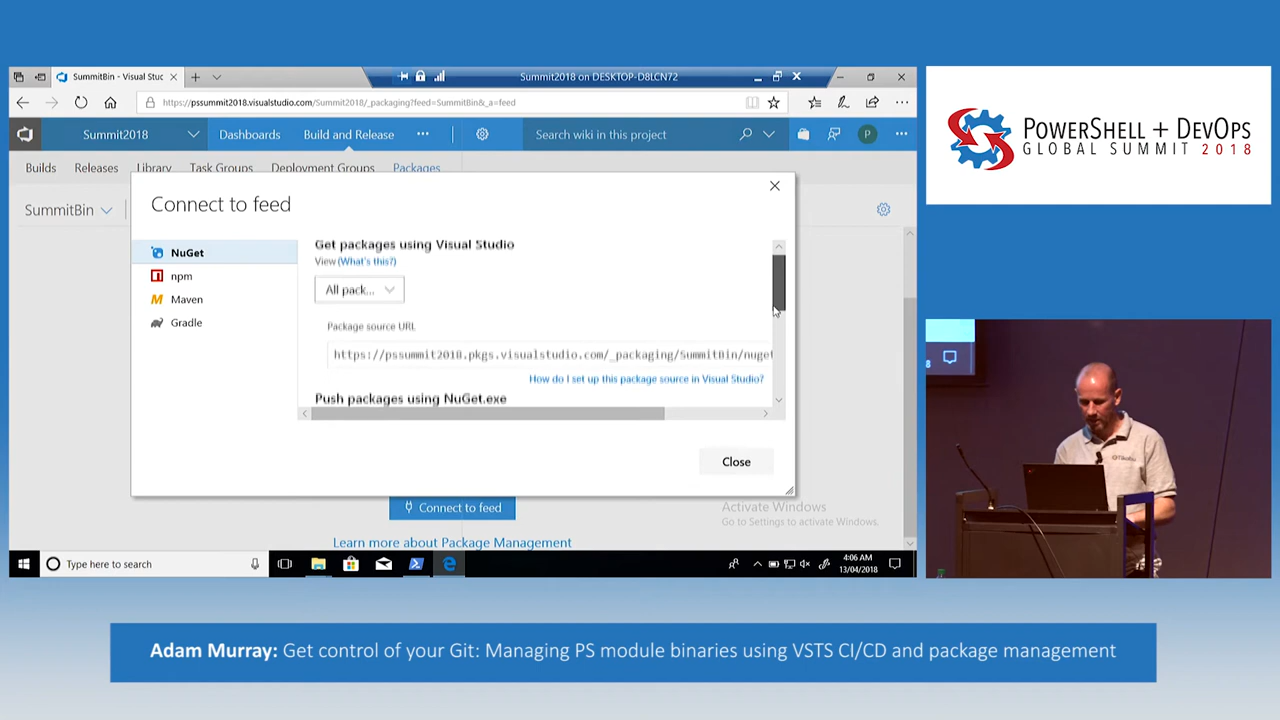 SummitBin - Visual Stuc
Summit2018 on DESKTOP-D8LCN72
https://pssummit2018.visualstudio.com/Summit2018/_packaging?feed=SummitBin&_a=feed
Summit2018
Dashboards
Build and Release
Search wiki in this project
P
Builds
Releases
Library
Task Groups
Deployment Groups
Packages
SummitBin
Connect to feed
NuGet
npm
Maven
Gradle
Get packages using Visual Studio
View (What's this?)
All pack...
Package source URL
https://pssummit2018.pkgs.visualstudio.com/_packaging/SummitBin/nuget
How do I set up this package source in Visual Studio?
Push packages using NuGet.exe
Close
Connect to feed
Learn more about Package Management
Activate Windows
Go to Settings to activate Windows.
Type here to search
4:06 AM
13/04/2018
POWERSHELL + DEVOPS
GLOBAL SUMMIT 2018
Adam Murray: Get control of your Git: Managing PS module binaries using VSTS CI/CD and package management